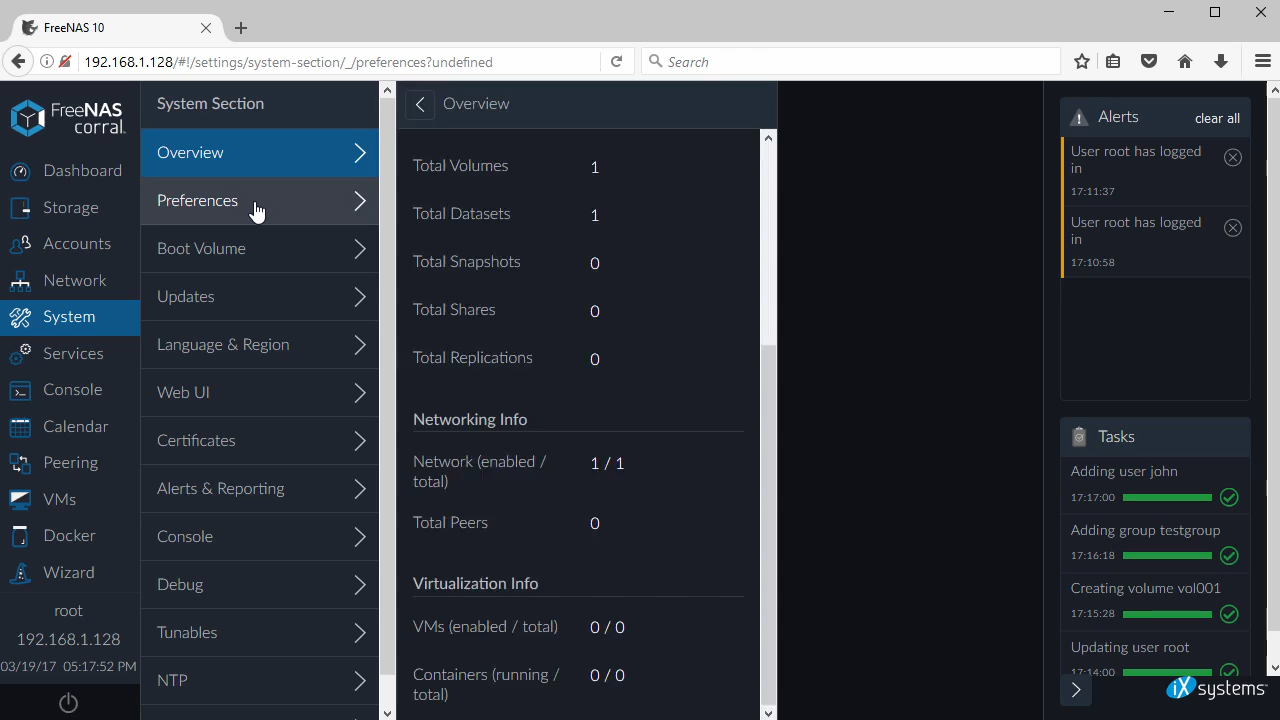 FreeNAS 10
192.168.1.128/#!/settings/system-section/_/preferences?undefined
Search
FreeNAS
corral
Dashboard
Storage
Accounts
Network
System
Services
Console
Calendar
Peering
VMs
Docker
Wizard
root
192.168.1.128
03/19/17 05:17:52 PM
System Section
Overview
Preferences
Boot Volume
Updates
Language & Region
Web UI
Certificates
Alerts & Reporting
Console
Debug
Tunables
NTP
Overview
Total Volumes 1
Total Datasets 1
Total Snapshots 0
Total Shares 0
Total Replications 0
Networking Info
Network (enabled / 1 / 1
total)
Total Peers 0
Virtualization Info
VMs (enabled / total) 0 / 0
Containers (running / 0 / 0
total)
Alerts clear all
User root has logged
in
17:11:37
User root has logged
in
17:10:58
Tasks
Adding user john
17:17:00
Adding group testgroup
17:16:18
Creating volume vol001
17:15:28
Updating user root
17:14:00
iXsystems